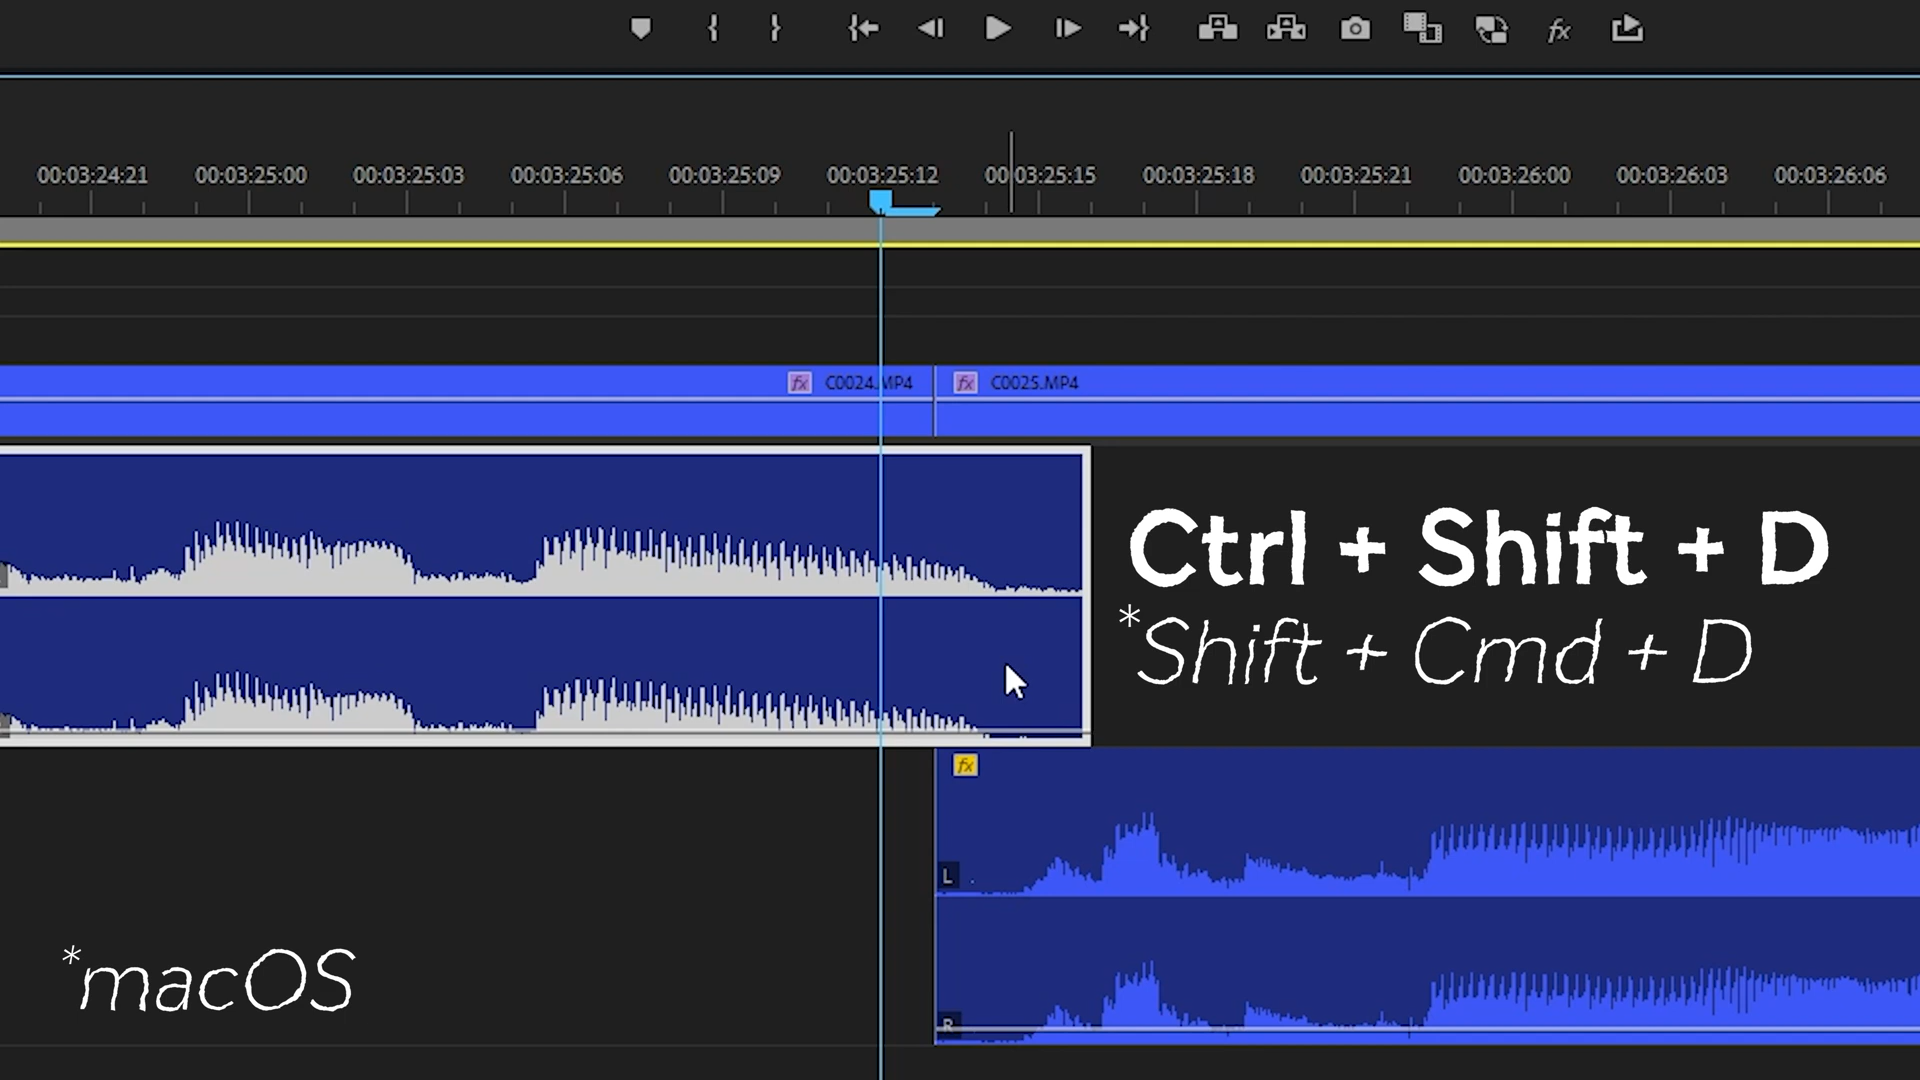 fx
00:03:24:21 00:03:25:00 00:03:25:03 00:03:25:06 00:03:25:09 00:03:25:12 00:03:25:15 00:03:25:18 00:03:25:21 00:03:26:00 00:03:26:03 00:03:26:06
fx C0024.MP4 fx C0025.MP4
Ctrl + Shift + D
*Shift + Cmd + D
fx
L
*macOS
R